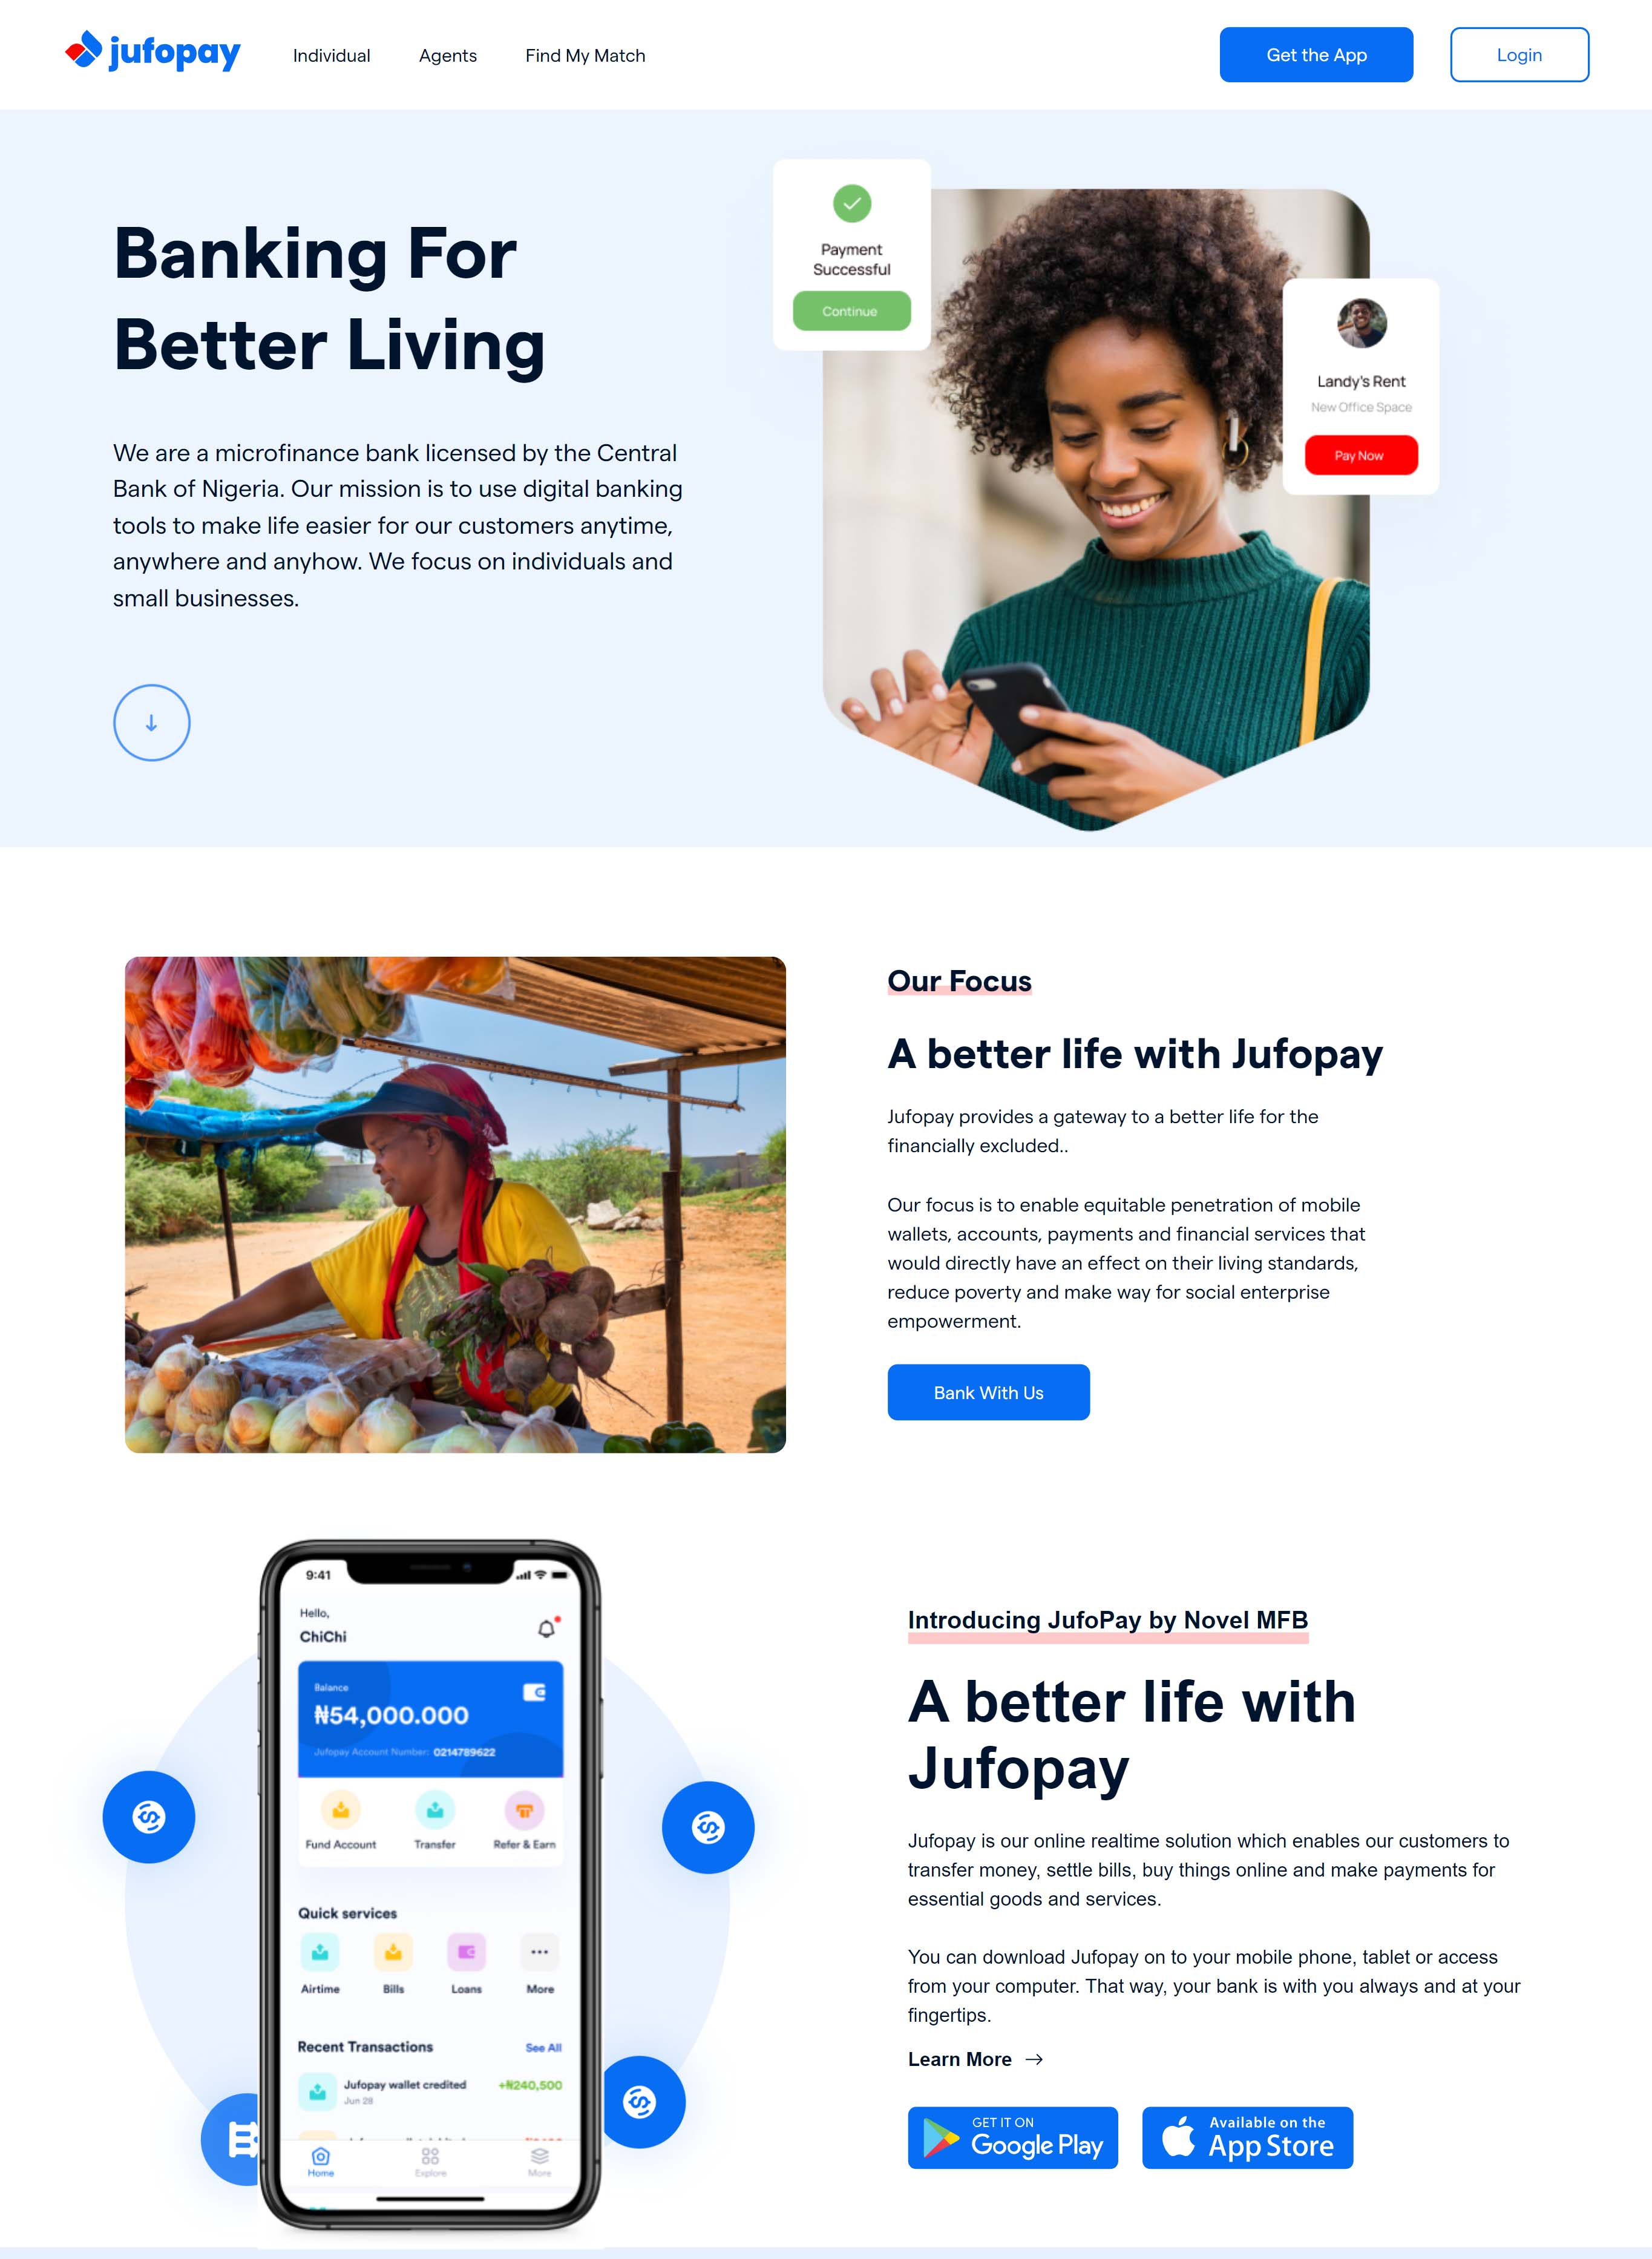 jufopay
Individual
Agents
Find My Match
Get the App
Login
Banking For
Better Living
We are a microfinance bank licensed by the Central
Bank of Nigeria. Our mission is to use digital banking
tools to make life easier for our customers anytime,
anywhere and anyhow. We focus on individuals and
small businesses.
Payment
Successful
Continue
Landy's Rent
New Office Space
Pay Now
Our Focus
A better life with Jufopay
Jufopay provides a gateway to a better life for the
financially excluded..
Our focus is to enable equitable penetration of mobile
wallets, accounts, payments and financial services that
would directly have an effect on their living standards,
reduce poverty and make way for social enterprise
empowerment.
Bank With Us
9:41
Hello,
ChiChi
Balance
₦54,000.000
Jufopay Account Number: 0214789622
Fund Account
Transfer
Refer & Earn
Quick services
Airtime
Bills
Loans
More
Recent Transactions
See All
Jufopay wallet credited
+₦240,500
Jun 28
Home
Explore
More
Introducing JufoPay by Novel MFB
A better life with
Jufopay
Jufopay is our online realtime solution which enables our customers to
transfer money, settle bills, buy things online and make payments for
essential goods and services.
You can download Jufopay on to your mobile phone, tablet or access
from your computer. That way, your bank is with you always and at your
fingertips.
Learn More
GET IT ON
Google Play
Available on the
App Store